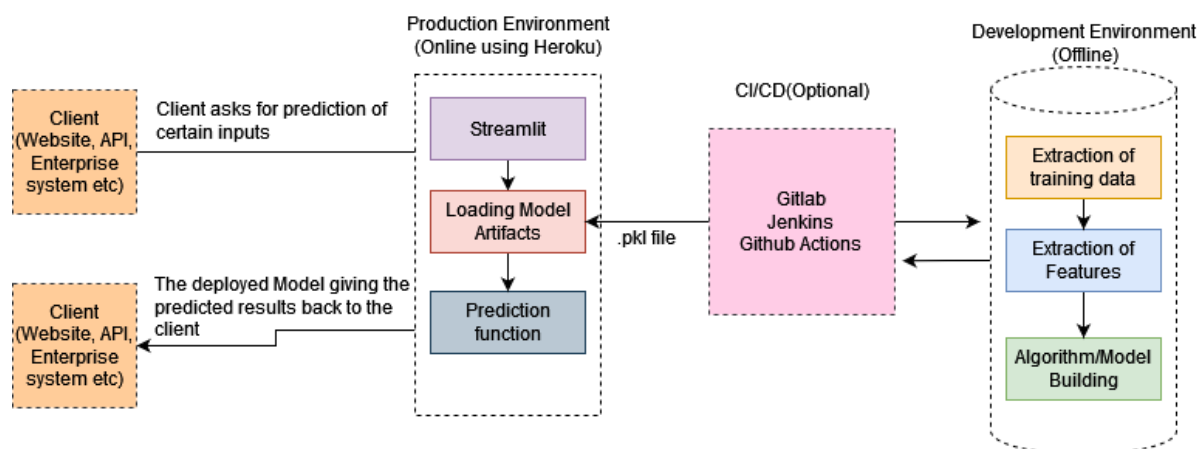 Production Environment
(Online using Heroku)
Development Environment
(Offline)
Client
(Website, API,
Enterprise
system etc)
Client asks for prediction of
certain inputs
Streamlit
Loading Model
Artifacts
Prediction
function
The deployed Model giving the
predicted results back to the
client
Client
(Website, API,
Enterprise
system etc)
CI/CD(Optional)
.pkl file
Gitlab
Jenkins
Github Actions
Extraction of
training data
Extraction of
Features
Algorithm/Model
Building